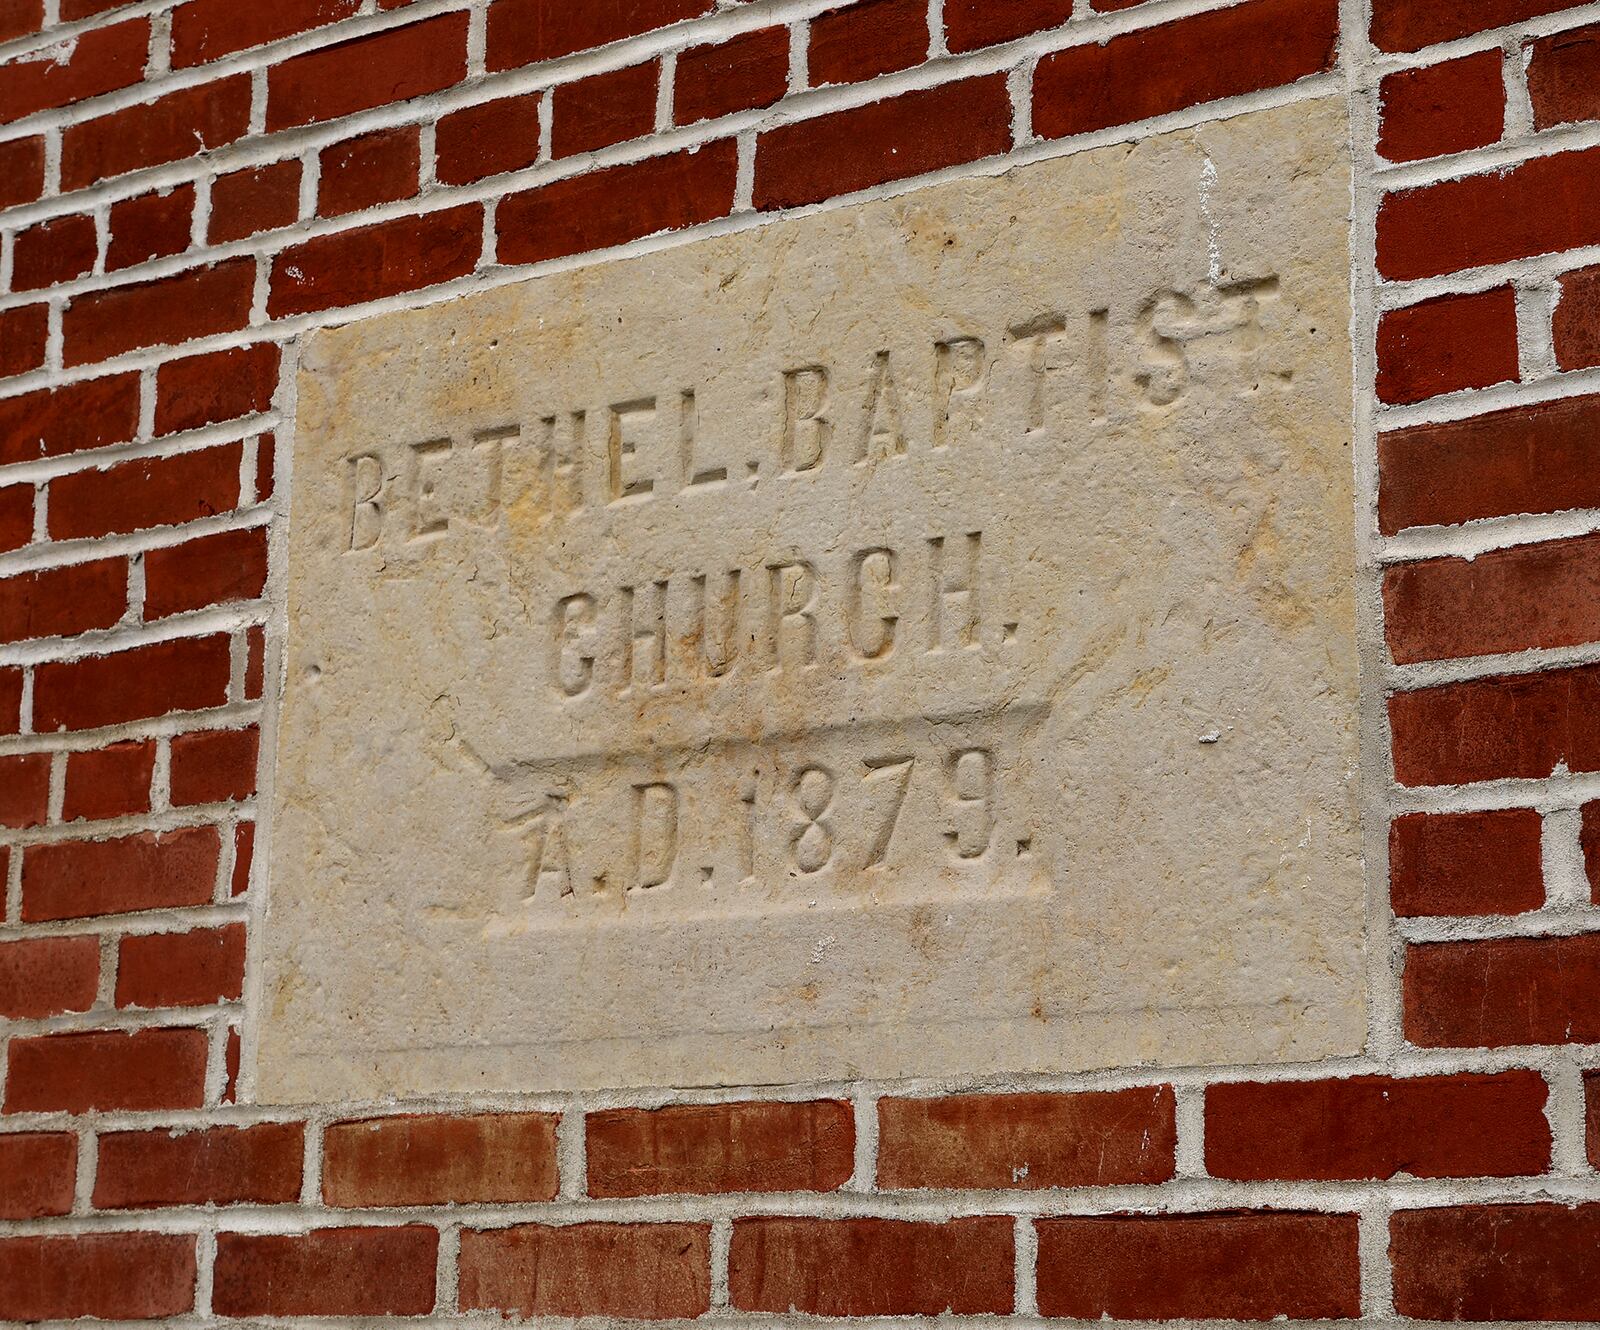 BETHEL. BAPTIST.
CHURCH.
A.D. 1879.